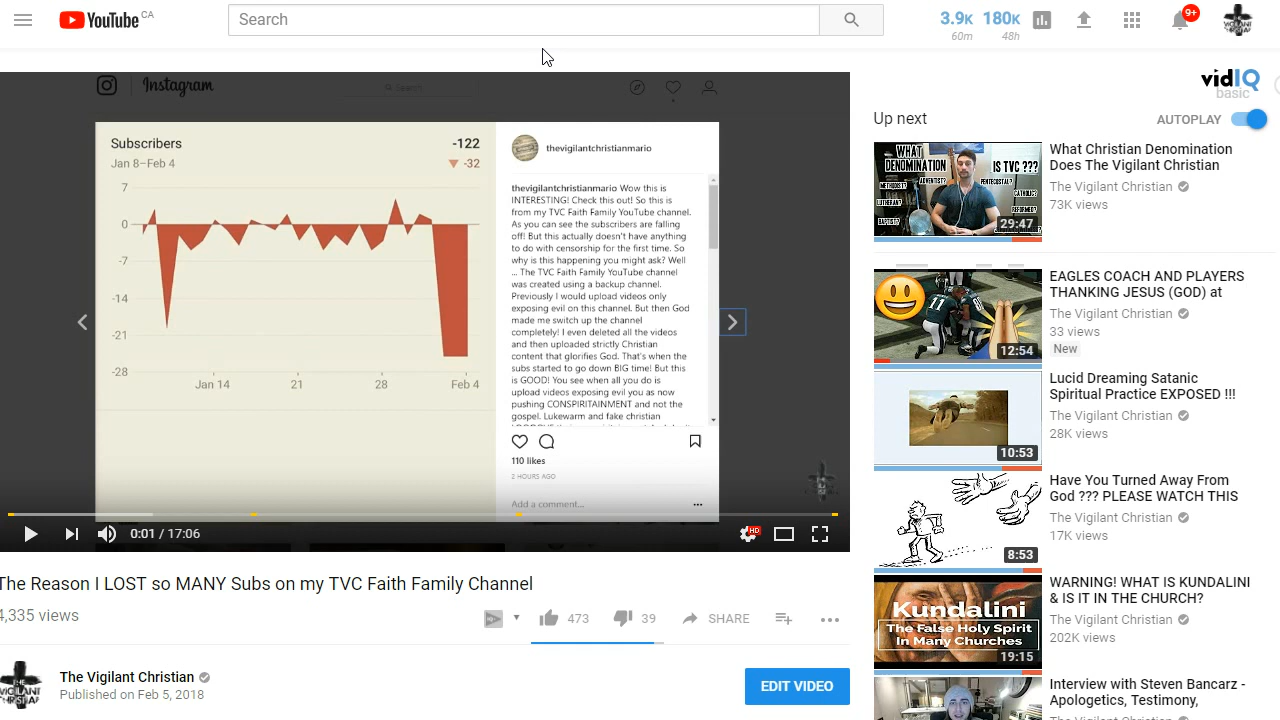 YouTube CA
Search
3.9K 60m
180K 48h
9+
Instagram
Search
Subscribers -122
Jan 8–Feb 4 ▼ -32
7
0
-7
-14
-21
-28
Jan 14 21 28 Feb 4
thevigilantchristianmario
thevigilantchristianmario Wow this is
INTERESTING! Check this out! So this is
from my TVC Faith Family YouTube channel.
As you can see the subscribers are falling
off! But this actually doesn't have anything
to do with censorship for the first time. So
why is this happening you might ask? Well
... The TVC Faith Family YouTube channel
was created using a backup channel.
Previously I would upload videos only
exposing evil on this channel. But then God
made me switch up the channel
completely! I even deleted all the videos
and then uploaded strictly Christian
content that glorifies God. That's when the
subs started to go down BIG time! But this
is GOOD! You see when all you do is
upload videos exposing evil you as now
pushing CONSPIRITAINMENT and not the
gospel. Lukewarm and fake christian
110 likes
2 HOURS AGO
Add a comment...
0:01 / 17:06
HD
The Reason I LOST so MANY Subs on my TVC Faith Family Channel
4,335 views
473
39
SHARE
The Vigilant Christian
Published on Feb 5, 2018
EDIT VIDEO
vidIQ
basic
Up next
AUTOPLAY
WHAT
DENOMINATION
IS TVC ???
METHODIST?
ADVENTIST?
PENTECOSTAL?
LUTHERAN?
CATHOLIC?
REFORMED?
BAPTIST?
29:47
What Christian Denomination
Does The Vigilant Christian
The Vigilant Christian
73K views
11
12:54
EAGLES COACH AND PLAYERS
THANKING JESUS (GOD) at
The Vigilant Christian
33 views
New
10:53
Lucid Dreaming Satanic
Spiritual Practice EXPOSED !!!
The Vigilant Christian
28K views
8:53
Have You Turned Away From
God ??? PLEASE WATCH THIS
The Vigilant Christian
17K views
Kundalini
The False Holy Spirit
In Many Churches
19:15
WARNING! WHAT IS KUNDALINI
& IS IT IN THE CHURCH?
The Vigilant Christian
202K views
Interview with Steven Bancarz -
Apologetics, Testimony,